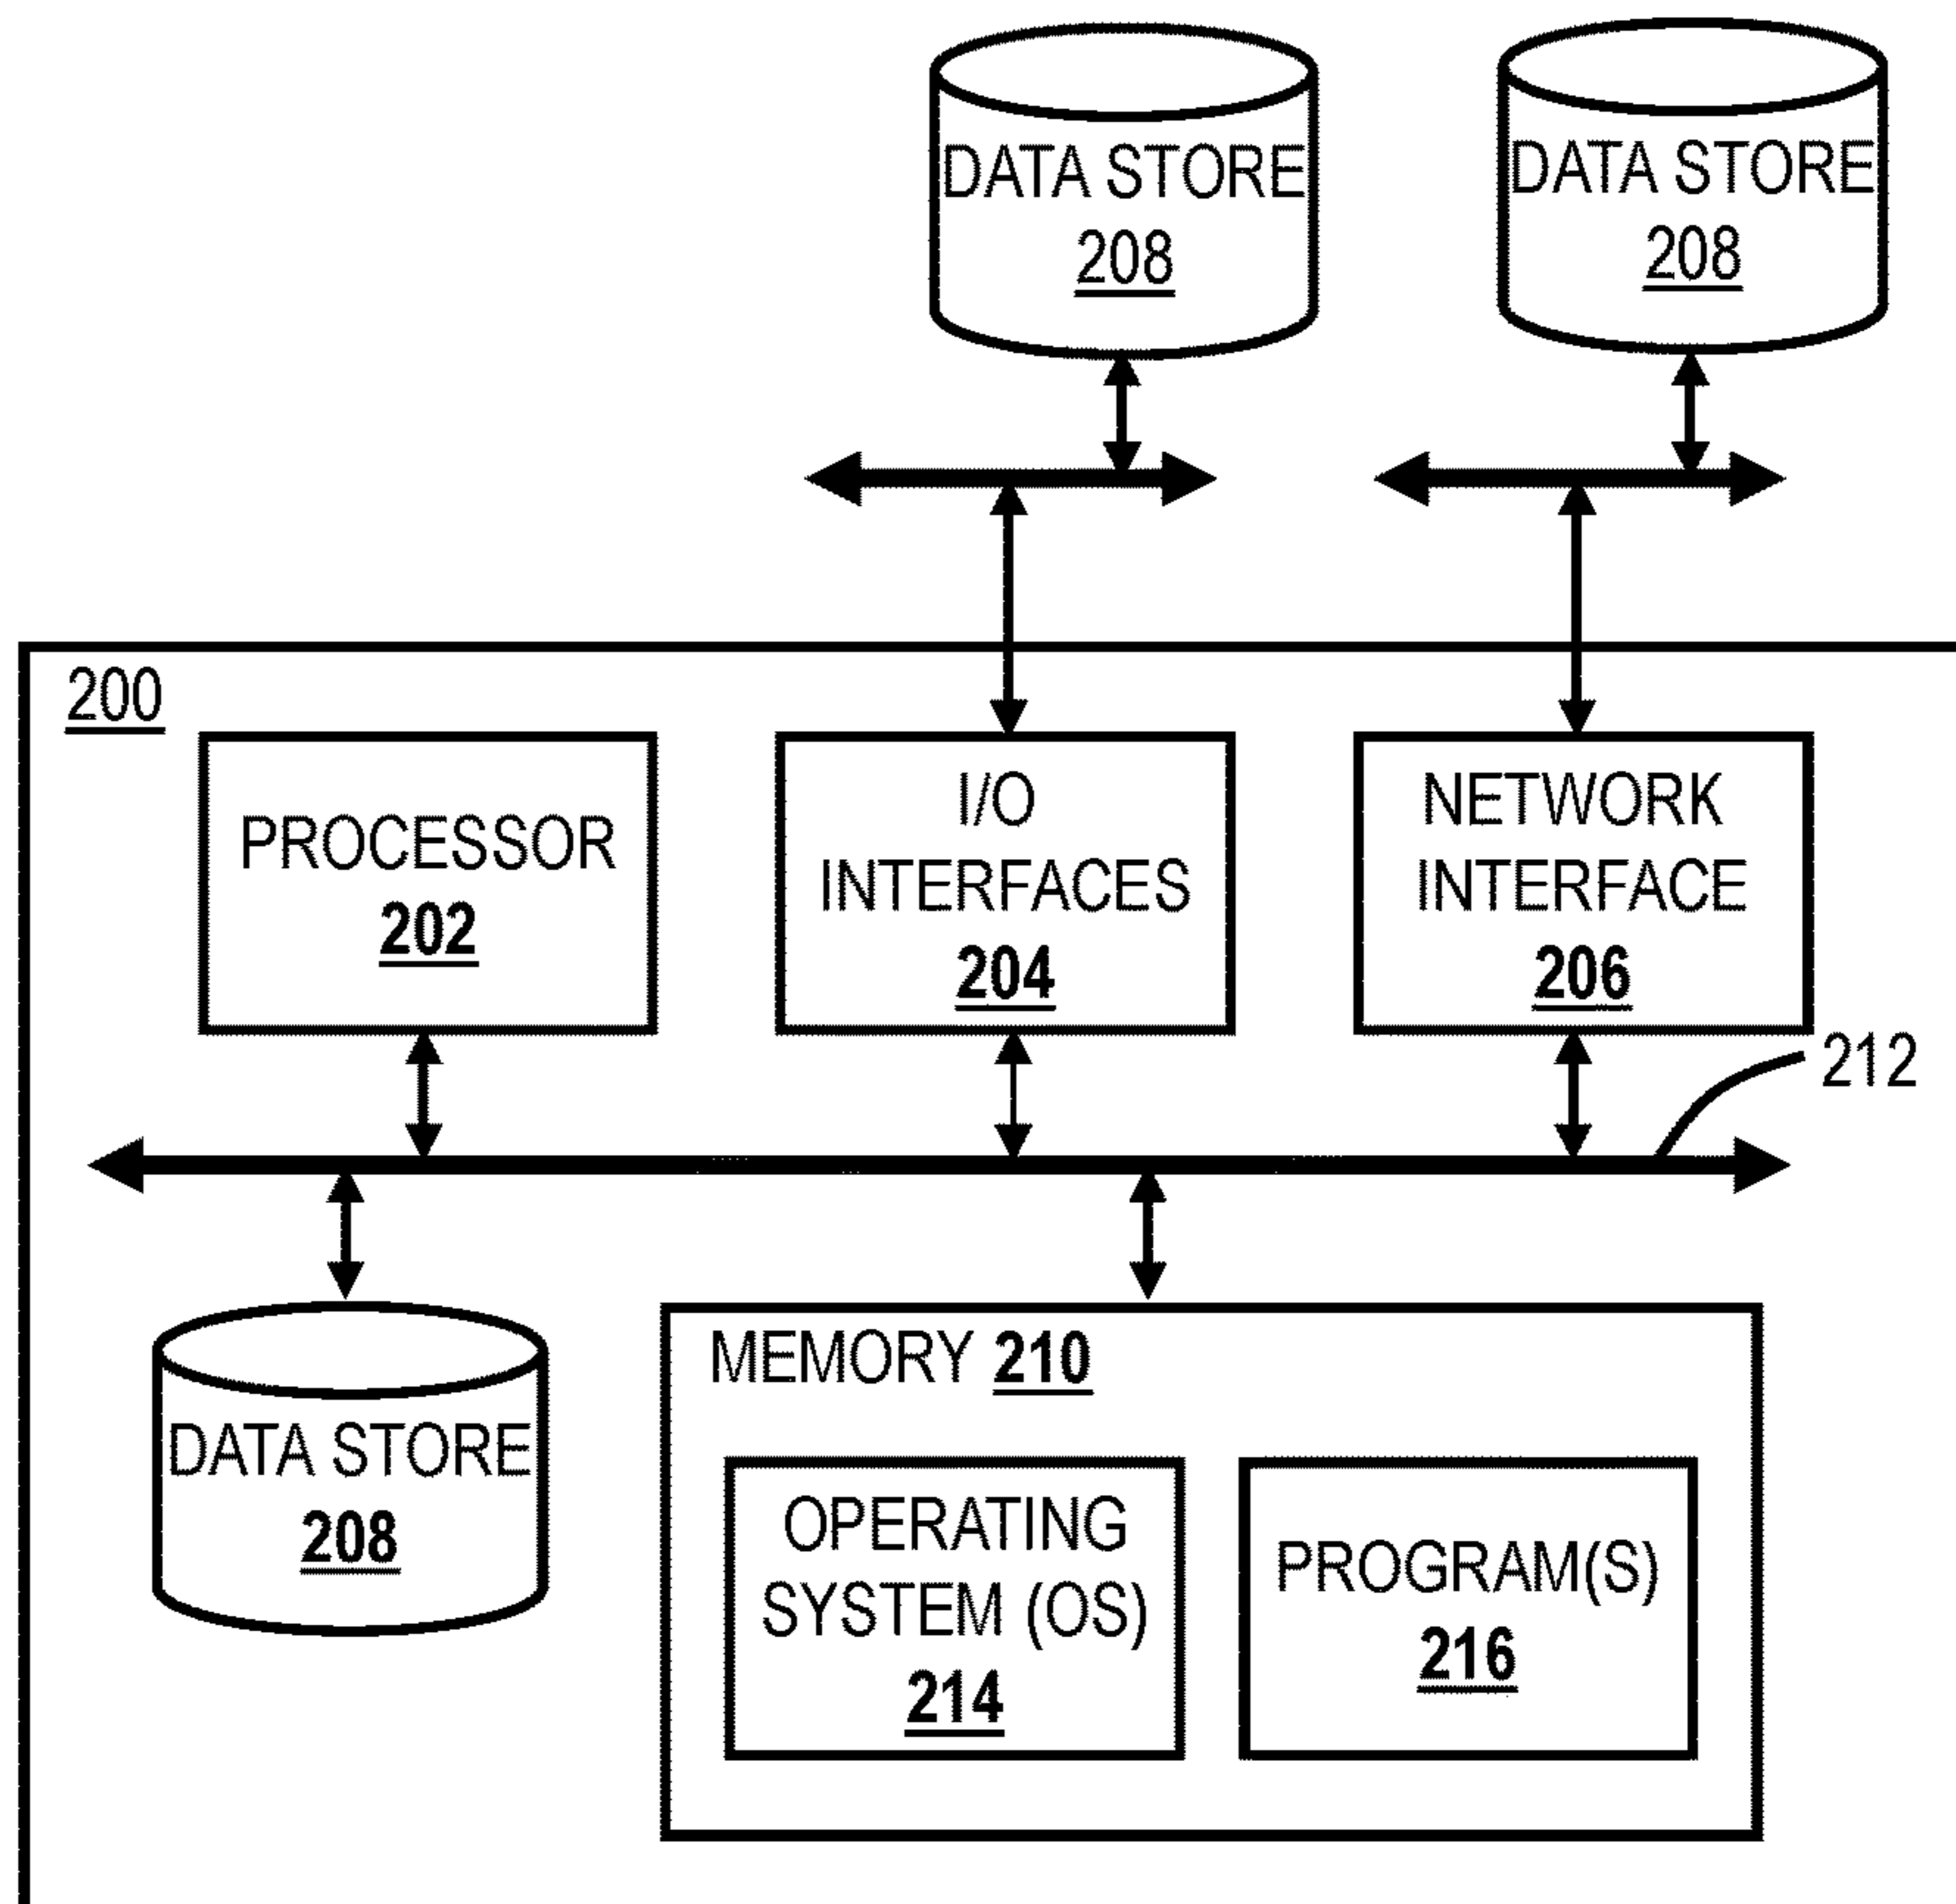 DATA STORE
208
DATA STORE
208
200
PROCESSOR
202
I/O
INTERFACES
204
NETWORK
INTERFACE
206
212
DATA STORE
208
MEMORY 210
OPERATING
SYSTEM (OS)
214
PROGRAM(S)
216